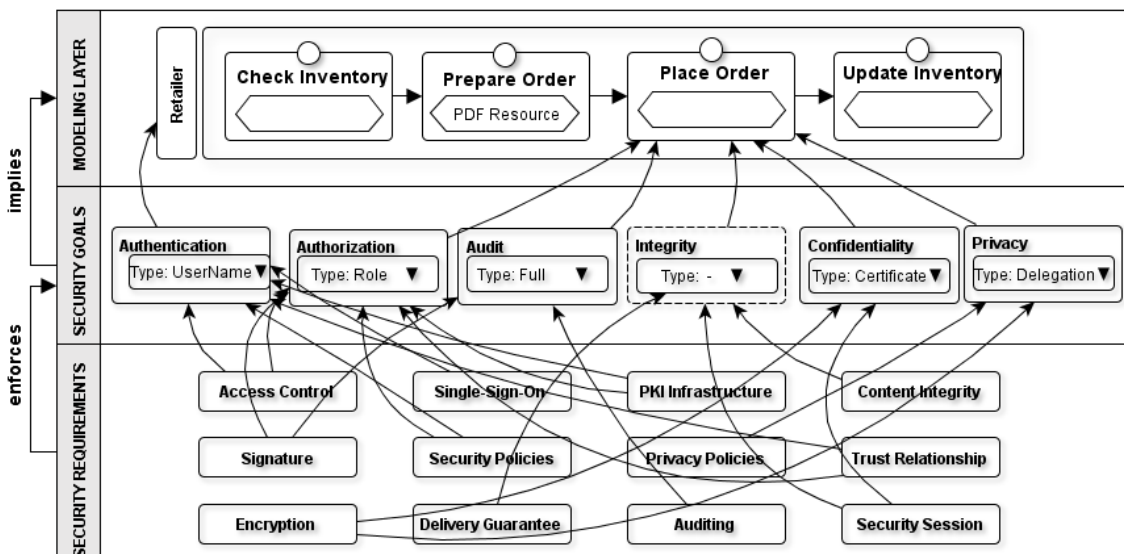 MODELING LAYER
Retailer
Check Inventory
Prepare Order
PDF Resource
Place Order
Update Inventory
implies
SECURITY GOALS
Authentication
Type: UserName
Authorization
Type: Role
Audit
Type: Full
Integrity
Type: -
Confidentiality
Type: Certificate
Privacy
Type: Delegation
enforces
SECURITY REQUIREMENTS
Access Control
Single-Sign-On
PKI Infrastructure
Content Integrity
Signature
Security Policies
Privacy Policies
Trust Relationship
Encryption
Delivery Guarantee
Auditing
Security Session